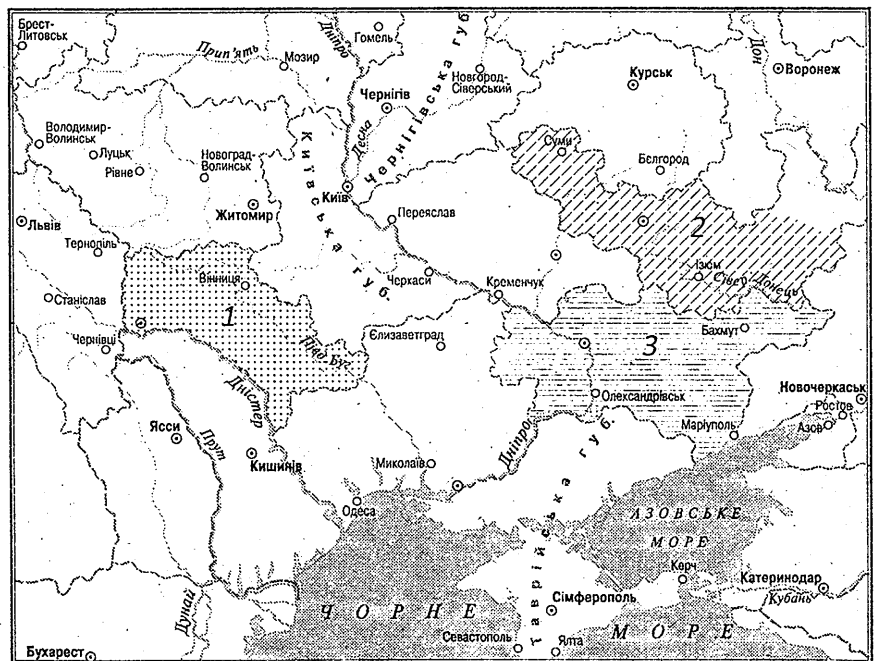 Брест-
Литовськ
Прип'ять
Мозир
Дніпро
Гомель
Чернігівська губ.
Новгород-
Сіверський
Курськ
Дон
Воронеж
Чернігів
Десна
Володимир-
Волинськ
Луцьк
Рівне
Новоград-
Волинськ
Київська губ.
Суми
Бєлгород
Київ
Житомир
Переяслав
Львів
Тернопіль
2
Вінниця
Черкаси
Ізюм
Сівер. Донець
Станіслав
1
Кременчук
Чернівці
Півд. Буг
Єлизаветград
Бахмут
3
Дністер
Олександрівськ
Новочеркаськ
Ростов
Азов
Ясси
Прут
Кишинів
Миколаїв
Дніпро
Маріуполь
Одеса
Таврійська губ.
АЗОВСЬКЕ
МОРЕ
Керч
Катеринодар
Кубань
Дунай
ЧОРНЕ
МОРЕ
Сімферополь
Севастополь
Ялта
Бухарест